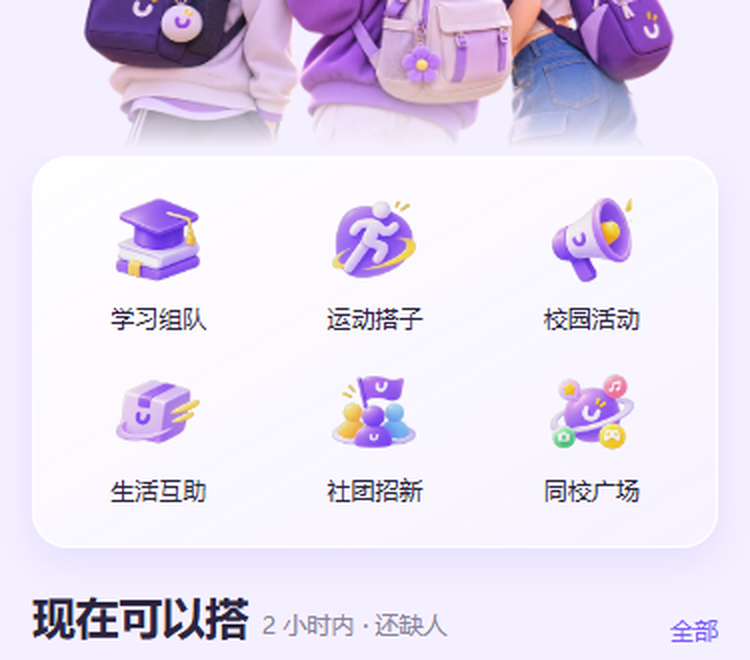 学习组队
运动搭子
校园活动
生活互助
社团招新
同校广场
现在可以搭 2 小时内 · 还缺人
全部